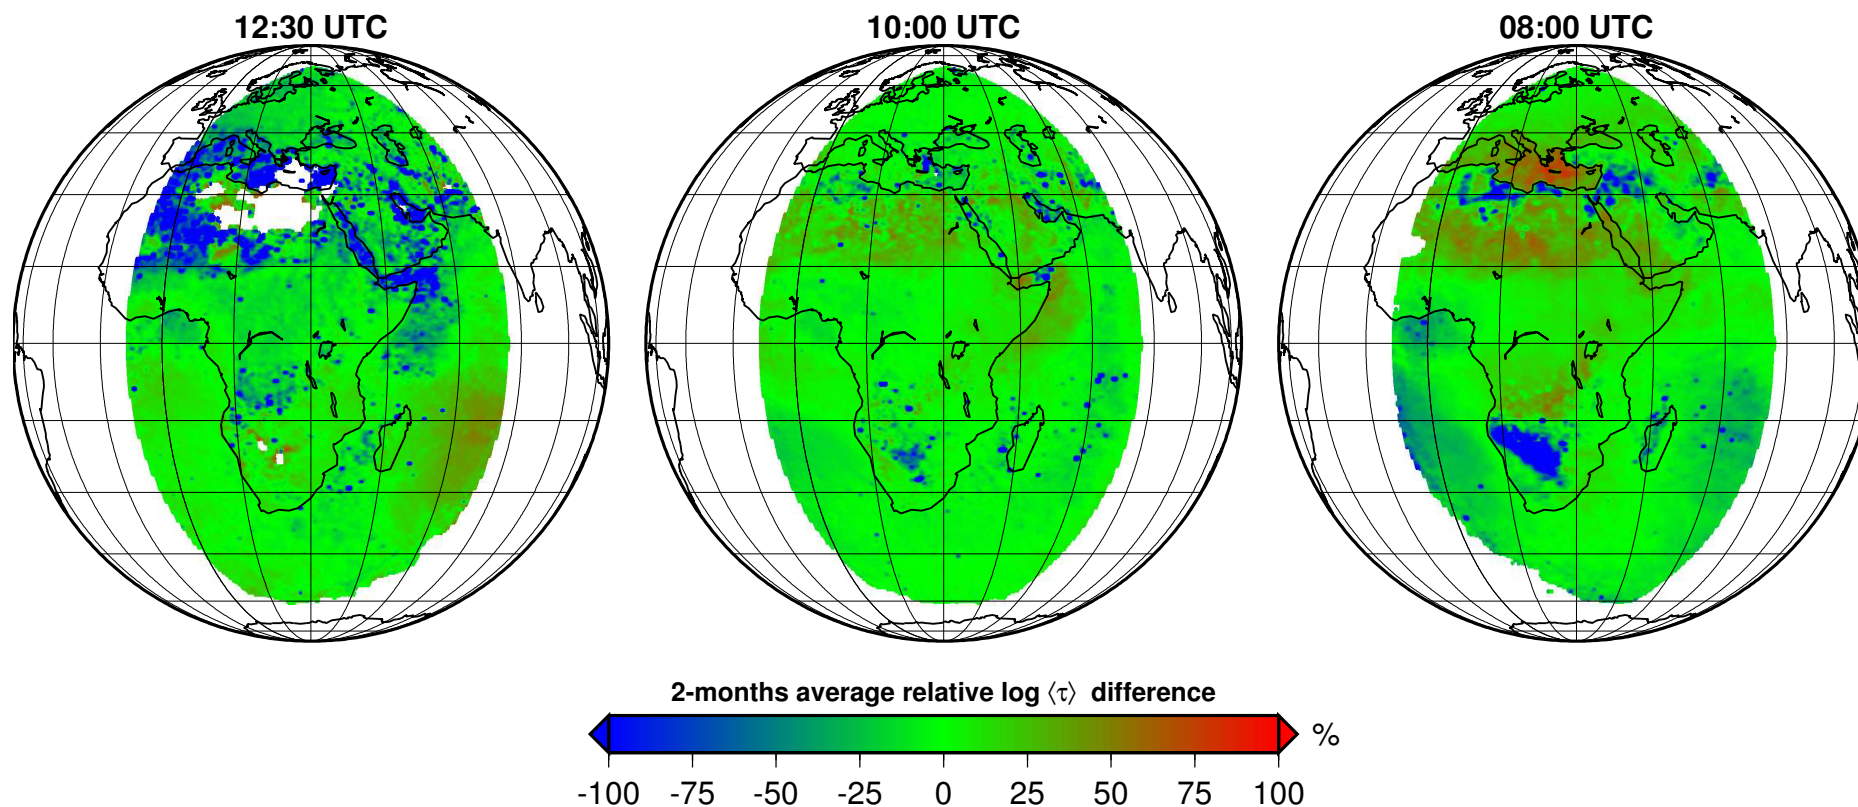 12:30 UTC
10:00 UTC
08:00 UTC
2-months average relative log ⟨τ⟩ difference
%
-100 -75 -50 -25 0 25 50 75 100